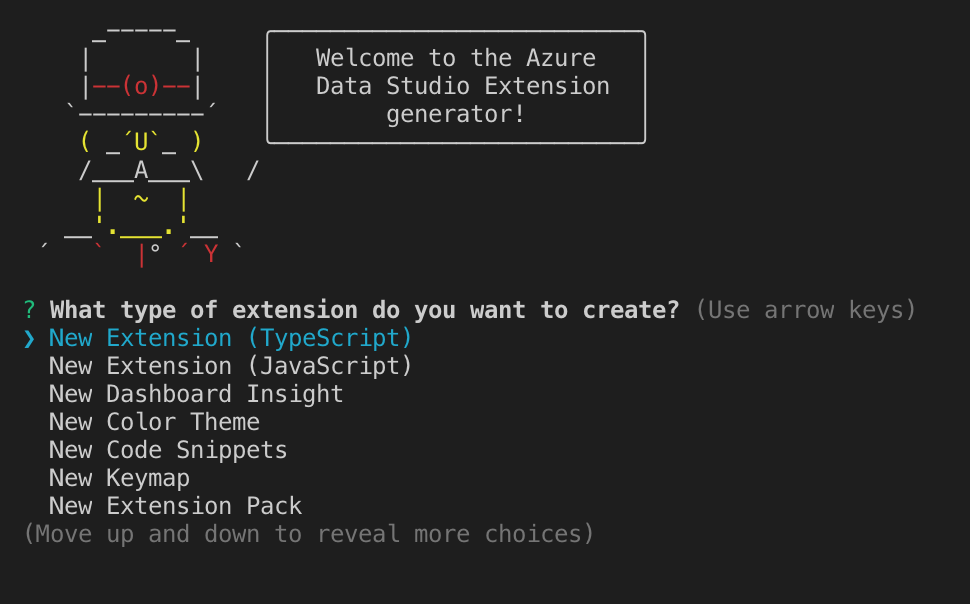 Welcome to the Azure
Data Studio Extension
generator!
? What type of extension do you want to create? (Use arrow keys)
❯ New Extension (TypeScript)
New Extension (JavaScript)
New Dashboard Insight
New Color Theme
New Code Snippets
New Keymap
New Extension Pack
(Move up and down to reveal more choices)